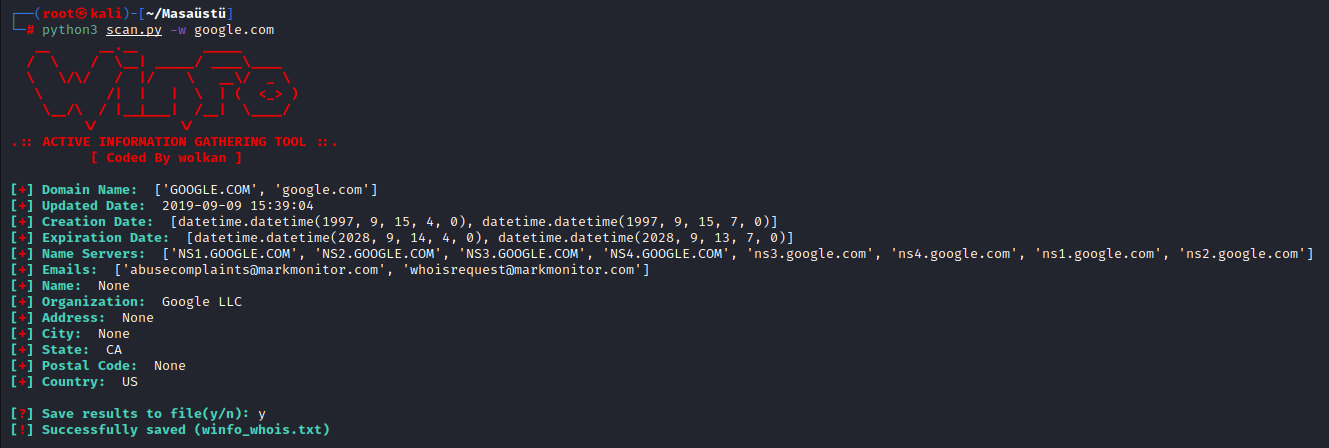 ┌──(root㉿kali)-[~/Masaüstü]
└─# python3 scan.py -w google.com
WinFo
.:: ACTIVE INFORMATION GATHERING TOOL ::.
[ Coded By wolkan ]
[+] Domain Name:  ['GOOGLE.COM', 'google.com']
[+] Updated Date:  2019-09-09 15:39:04
[+] Creation Date:  [datetime.datetime(1997, 9, 15, 4, 0), datetime.datetime(1997, 9, 15, 7, 0)]
[+] Expiration Date:  [datetime.datetime(2028, 9, 14, 4, 0), datetime.datetime(2028, 9, 13, 7, 0)]
[+] Name Servers:  ['NS1.GOOGLE.COM', 'NS2.GOOGLE.COM', 'NS3.GOOGLE.COM', 'NS4.GOOGLE.COM', 'ns3.google.com', 'ns4.google.com', 'ns1.google.com', 'ns2.google.com']
[+] Emails:  ['abusecomplaints@markmonitor.com', 'whoisrequest@markmonitor.com']
[+] Name:  None
[+] Organization:  Google LLC
[+] Address:  None
[+] City:  None
[+] State:  CA
[+] Postal Code:  None
[+] Country:  US
[?] Save results to file(y/n): y
[!] Successfully saved (winfo_whois.txt)